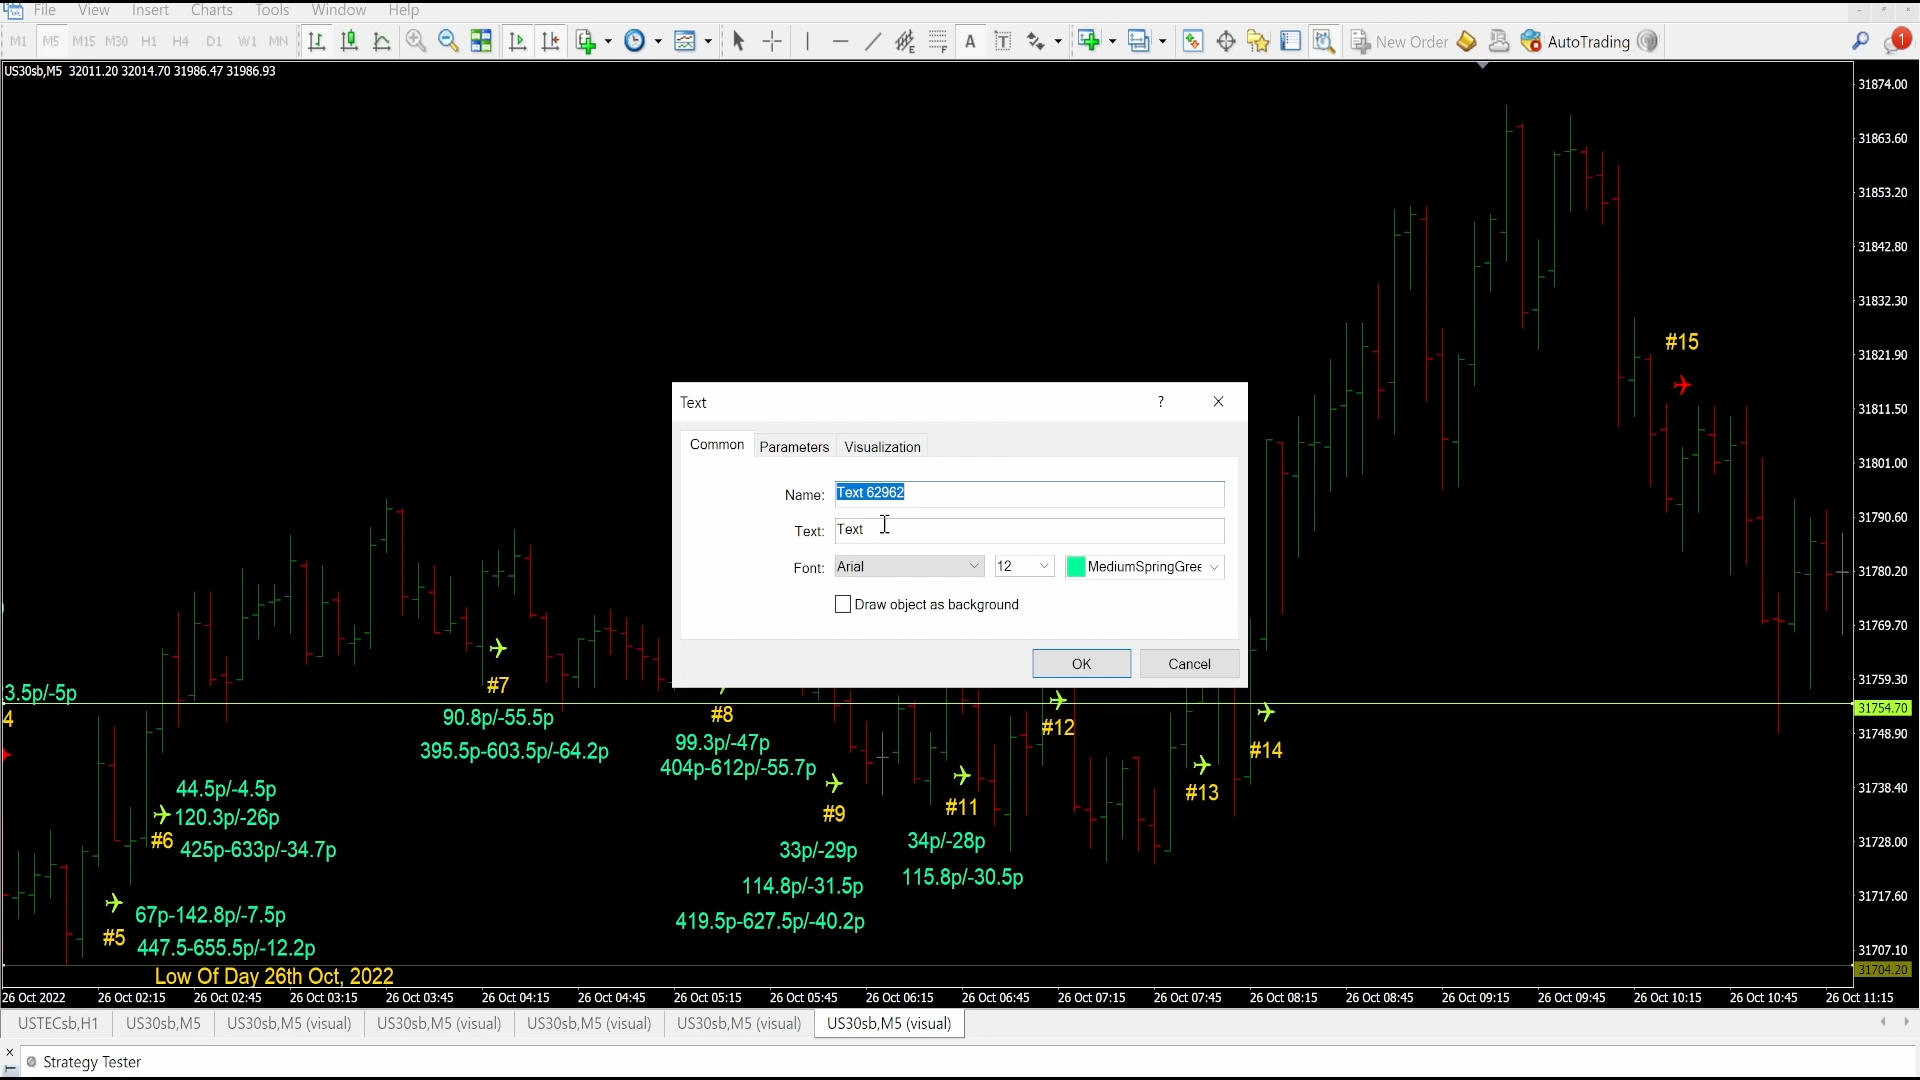 File View Insert Charts Tools Window Help
M1 M5 M15 M30 H1 H4 D1 W1 MN A T New Order AutoTrading 1
US30sb,M5 32011.20 32014.70 31986.47 31986.93
31874.00
31863.60
31853.20
31842.80
31832.30
31821.90
31811.50
31801.00
31790.60
31780.20
31769.70
31759.30
31754.70
31748.90
31738.40
31728.00
31717.60
31707.10
31704.20
#15
Text ?
Common Parameters Visualization
Name: Text 62962
Text: Text
Font: Arial 12 MediumSpringGree
Draw object as background
OK Cancel
3.5p/-5p
4
#7
90.8p/-55.5p
395.5p-603.5p/-64.2p
#8
99.3p/-47p
404p-612p/-55.7p
#12
#14
#13
44.5p/-4.5p
120.3p/-26p
#6 425p-633p/-34.7p
#9
33p/-29p
114.8p/-31.5p
419.5p-627.5p/-40.2p
#11
34p/-28p
115.8p/-30.5p
67p-142.8p/-7.5p
#5
447.5-655.5p/-12.2p
Low Of Day 26th Oct, 2022
26 Oct 2022 26 Oct 02:15 26 Oct 02:45 26 Oct 03:15 26 Oct 03:45 26 Oct 04:15 26 Oct 04:45 26 Oct 05:15 26 Oct 05:45 26 Oct 06:15 26 Oct 06:45 26 Oct 07:15 26 Oct 07:45 26 Oct 08:15 26 Oct 08:45 26 Oct 09:15 26 Oct 09:45 26 Oct 10:15 26 Oct 10:45 26 Oct 11:15
USTECsb,H1 US30sb,M5 US30sb,M5 (visual) US30sb,M5 (visual) US30sb,M5 (visual) US30sb,M5 (visual) US30sb,M5 (visual)
Strategy Tester